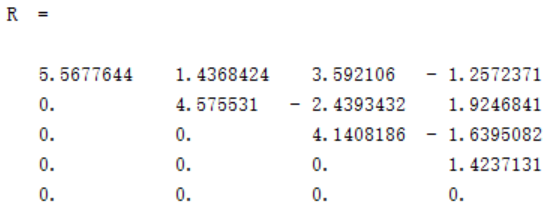 R  =
5.5677644    1.4368424    3.592106   - 1.2572371
0.           4.575531   - 2.4393432    1.9246841
0.           0.           4.1408186  - 1.6395082
0.           0.           0.           1.4237131
0.           0.           0.           0.